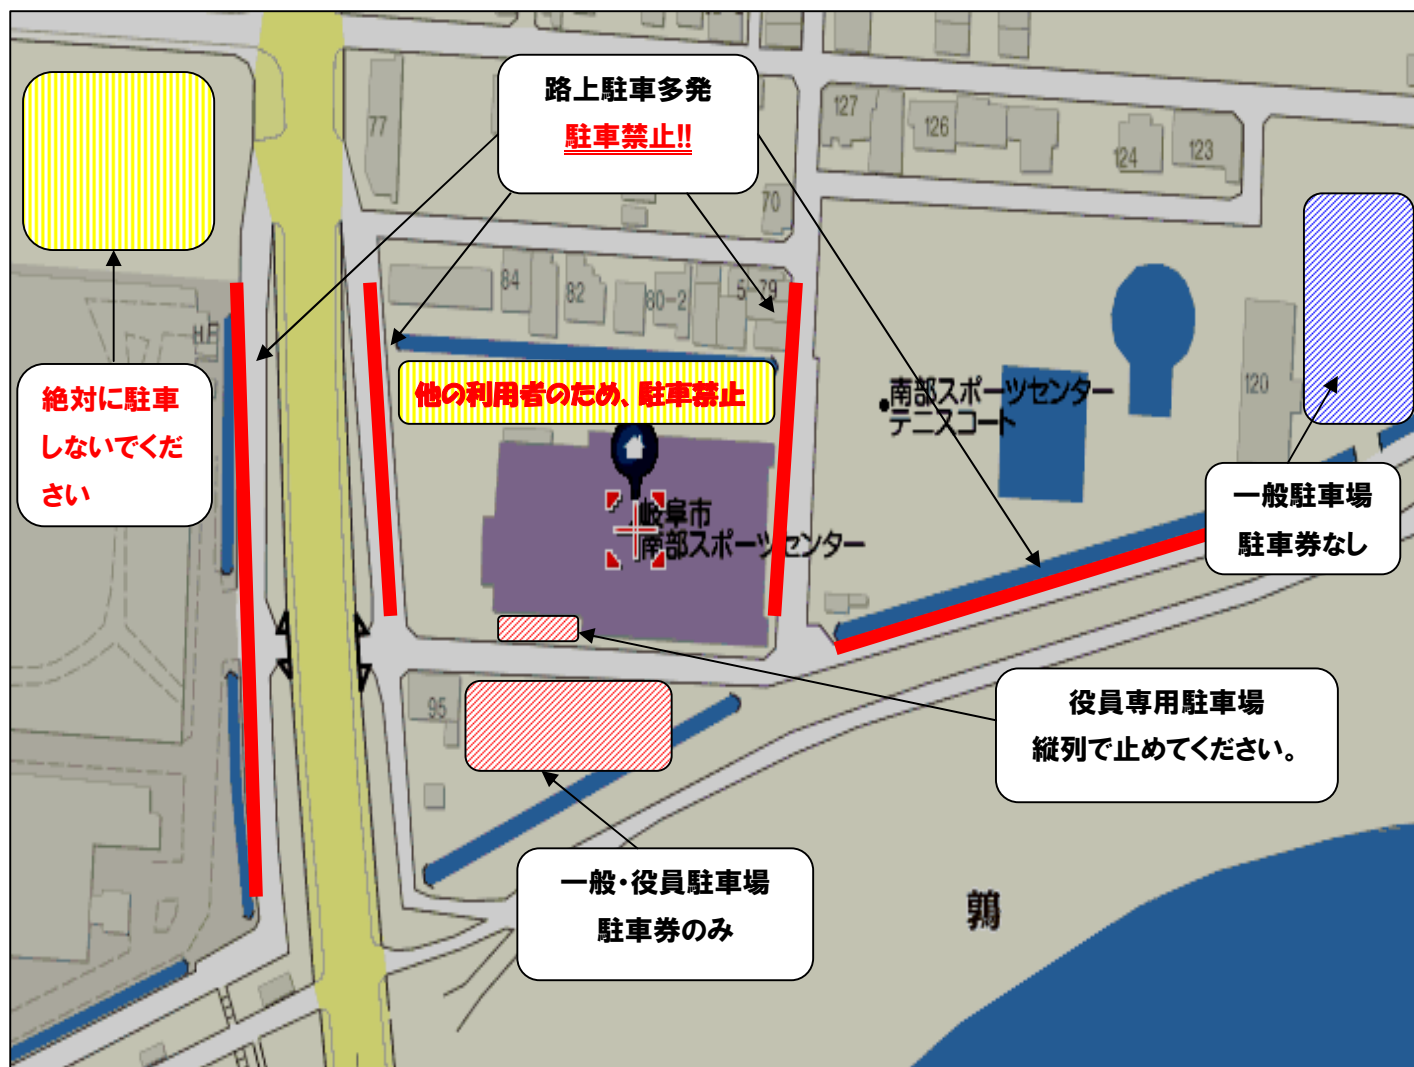 路上駐車多発
駐車禁止!!
127
126
124
123
77
70
84
82
80-2
5-79
120
絶対に駐車
しないでくだ
さい
他の利用者のため、駐車禁止
南部スポーツセンター
テニスコート
一般駐車場
駐車券なし
岐阜市
南部スポーツセンター
95
役員専用駐車場
縦列で止めてください。
一般・役員駐車場
駐車券のみ
鶉